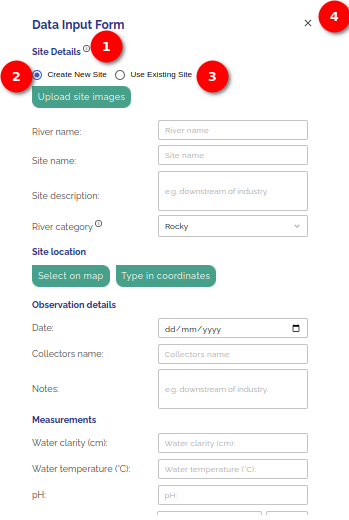 4
Data Input Form
1
Site Details
2
Create New Site
Use Existing Site
3
Upload site images
River name:
River name
Site name:
Site name
Site description:
e.g. downstream of industry
River category
Rocky
Site location
Select on map
Type in coordinates
Observation details
Date:
dd/mm/yyyy
Collectors name:
Collectors name:
Notes:
e.g. downstream of industry.
Measurements
Water clarity (cm):
Water clarity (cm):
Water temperature (°C):
Water temperature (°C):
pH:
pH: